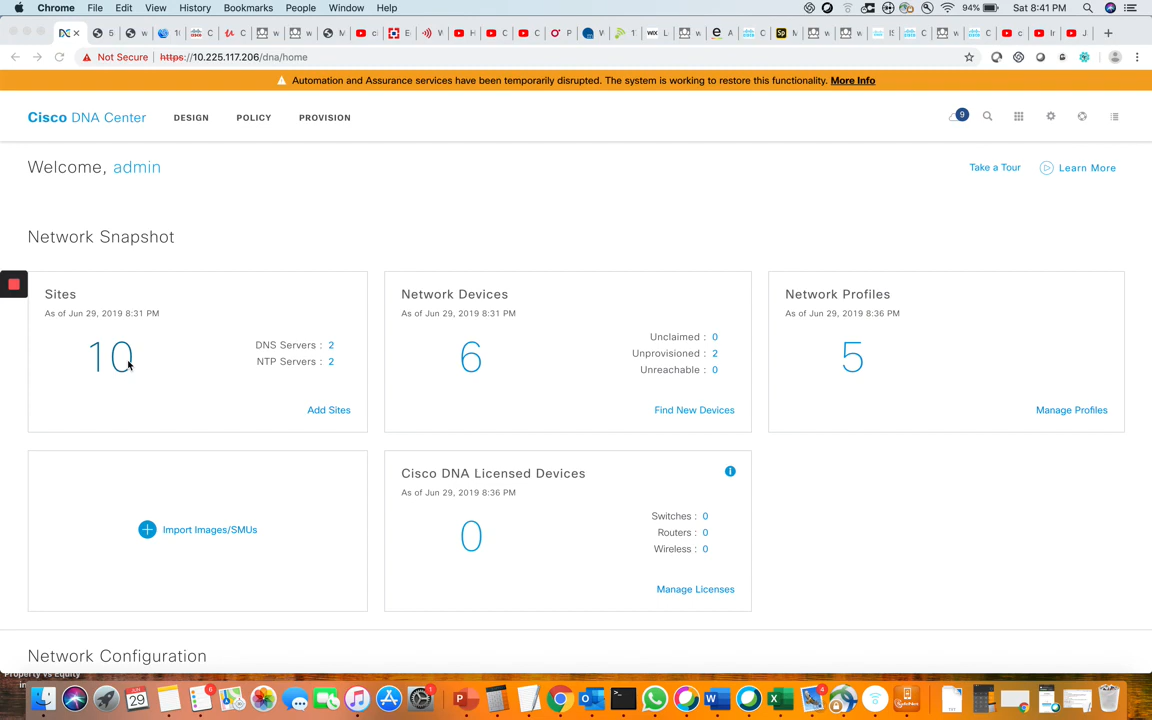 Chrome File Edit View History Bookmarks People Window Help 94% Sat 8:41 PM
Not Secure https://10.225.117.206/dna/home
Automation and Assurance services have been temporarily disrupted. The system is working to restore this functionality. More Info
Cisco DNA Center DESIGN POLICY PROVISION 9
Welcome, admin Take a Tour Learn More
Network Snapshot
Sites
As of Jun 29, 2019 8:31 PM
10
DNS Servers : 2
NTP Servers : 2
Add Sites
Network Devices
As of Jun 29, 2019 8:31 PM
6
Unclaimed : 0
Unprovisioned : 2
Unreachable : 0
Find New Devices
Network Profiles
As of Jun 29, 2019 8:36 PM
5
Manage Profiles
Import Images/SMUs
Cisco DNA Licensed Devices
As of Jun 29, 2019 8:36 PM
0
Switches : 0
Routers : 0
Wireless : 0
Manage Licenses
Network Configuration
Property vs Equity